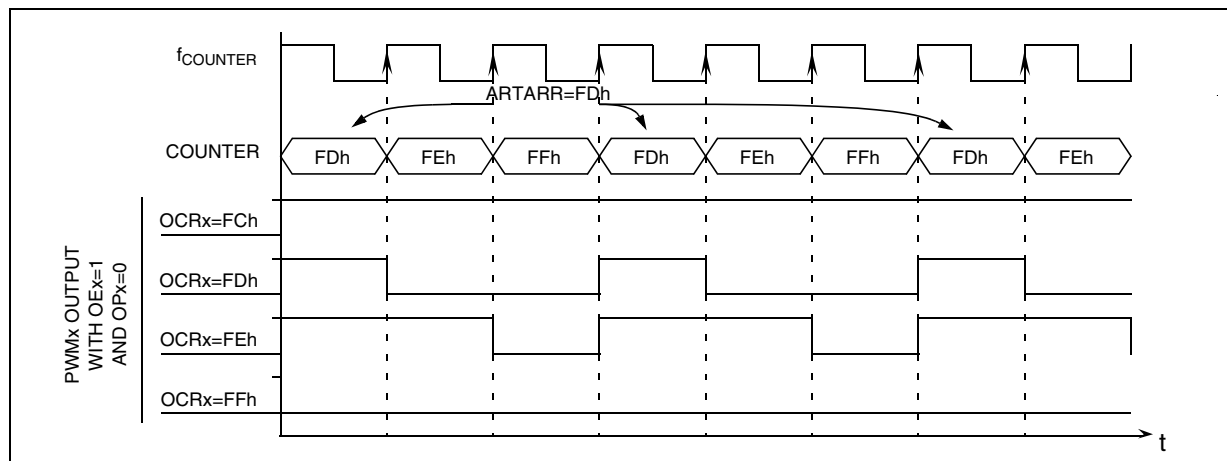 fCOUNTER
ARTARR=FDh
COUNTER
FDh FEh FFh FDh FEh FFh FDh FEh
PWMx OUTPUT
WITH OEx=1
AND OPx=0
OCRx=FCh
OCRx=FDh
OCRx=FEh
OCRx=FFh
t